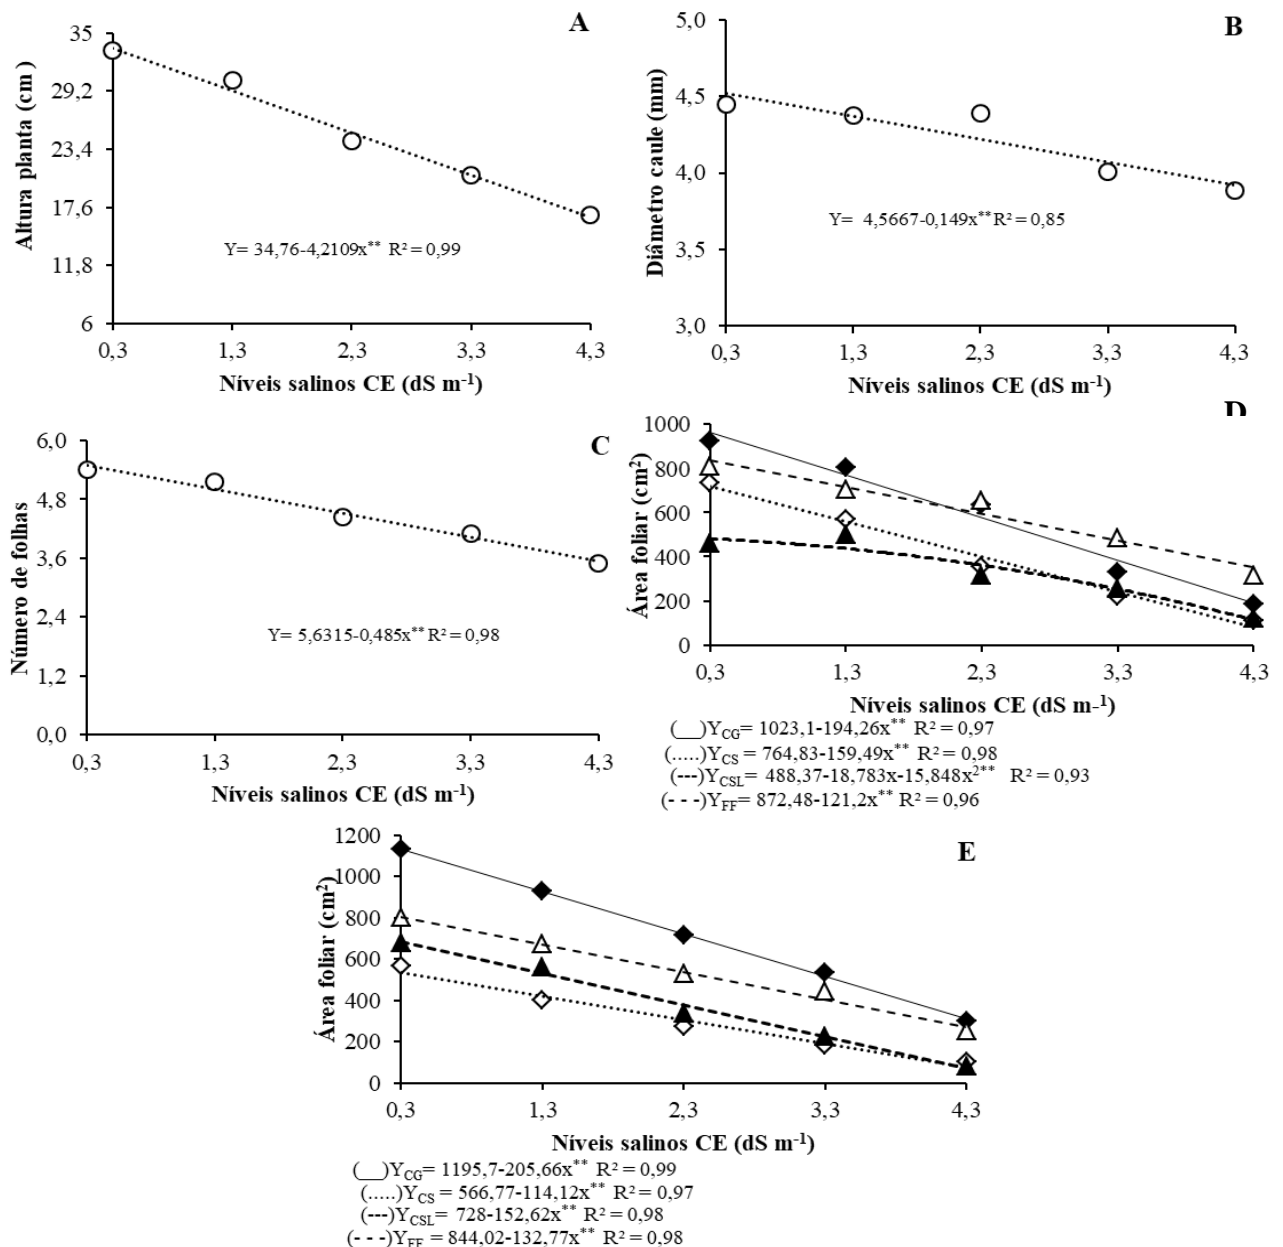 A
35
29,2
23,4
17,6
11,8
6
Altura planta (cm )
Y= 34,76-4,2109x** R² = 0,99
0,3 1,3 2,3 3,3 4,3
Níveis salinos CE (dS m-1)
B
5,0
4,5
4,0
3,5
3,0
Diâmetro caule (mm)
Y= 4,5667-0,149x** R² = 0,85
0,3 1,3 2,3 3,3 4,3
Níveis salinos CE (dS m-1)
C
6,0
4,8
3,6
2,4
1,2
0,0
Número de folhas
Y= 5,6315-0,485x** R² = 0,98
0,3 1,3 2,3 3,3 4,3
Níveis salinos CE (dS m-1)
D
1000
800
600
400
200
0
Área foliar (cm²)
0,3 1,3 2,3 3,3 4,3
Níveis salinos CE (dS m-1)
(__)YCG= 1023,1-194,26x** R² = 0,97
(.....)YCS = 764,83-159,49x** R² = 0,98
(---)YCSL= 488,37-18,783x-15,848x²** R² = 0,93
(- - -)YFF= 872,48-121,2x** R² = 0,96
E
1200
1000
800
600
400
200
0
Área foliar (cm²)
0,3 1,3 2,3 3,3 4,3
Níveis salinos CE (dS m-1)
(__)YCG= 1195,7-205,66x** R² = 0,99
(.....)YCS = 566,77-114,12x** R² = 0,97
(---)YCSL= 728-152,62x** R² = 0,98
(- - -)YFF = 844,02-132,77x** R² = 0,98